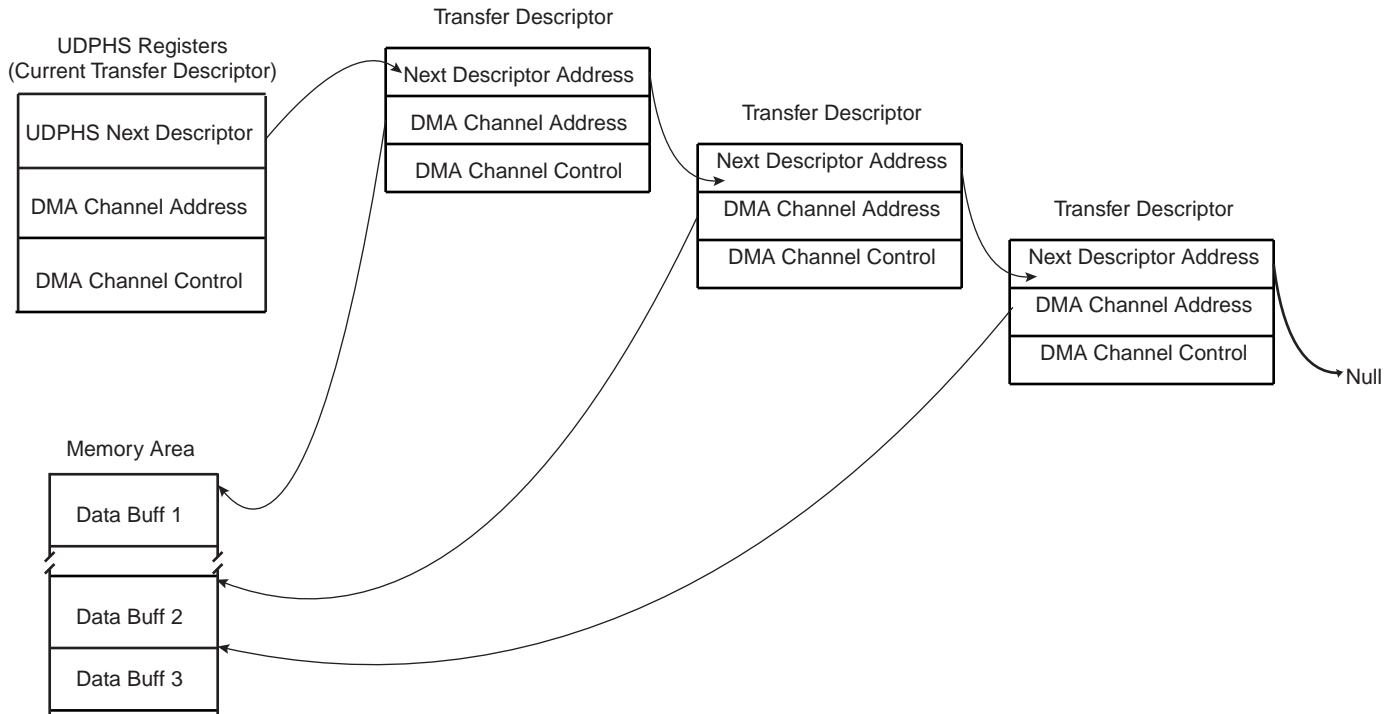 UDPHS Registers
(Current Transfer Descriptor)
UDPHS Next Descriptor
DMA Channel Address
DMA Channel Control
Transfer Descriptor
Next Descriptor Address
DMA Channel Address
DMA Channel Control
Transfer Descriptor
Next Descriptor Address
DMA Channel Address
DMA Channel Control
Transfer Descriptor
Next Descriptor Address
DMA Channel Address
DMA Channel Control
Null
Memory Area
Data Buff 1
Data Buff 2
Data Buff 3